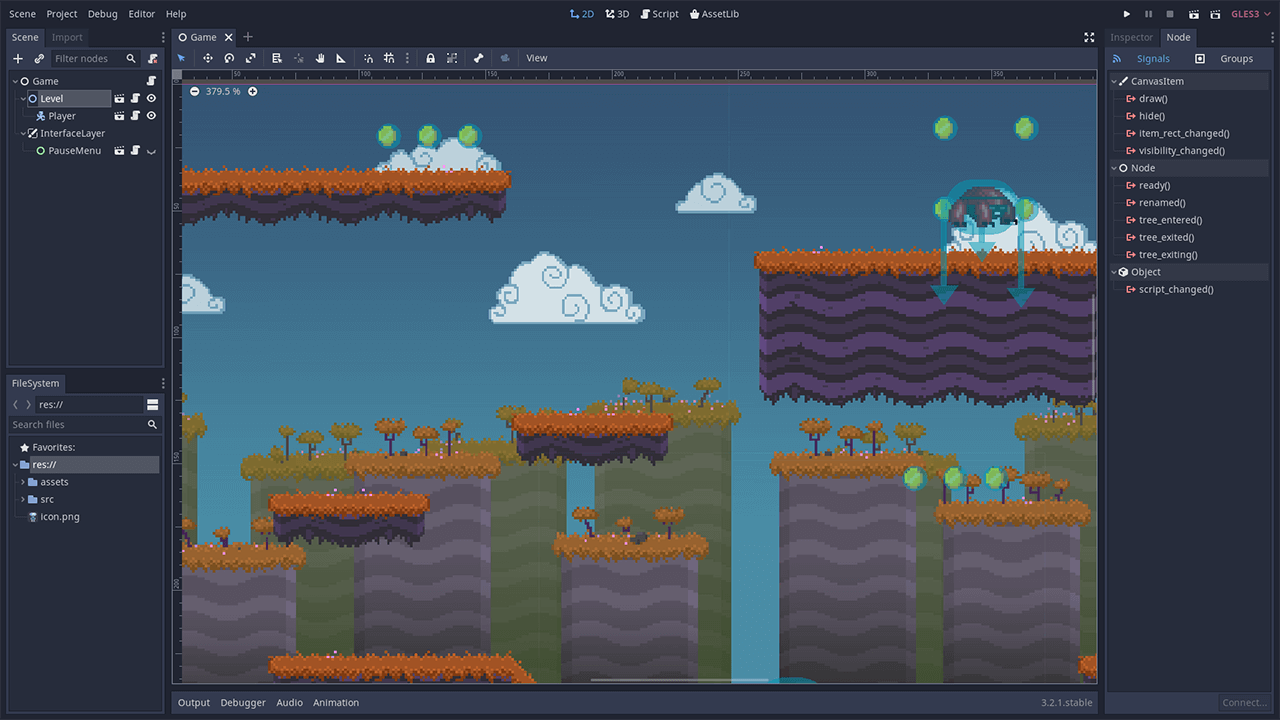 Scene Project Debug Editor Help 2D 3D Script AssetLib GLES3
Scene Import
Filter nodes
Game
Level
Player
InterfaceLayer
PauseMenu
FileSystem
res://
Search files
Favorites:
res://
assets
src
icon.png
Game
View
50 100 150 200 250 300 350
379.5 %
50
100
150
200
Output Debugger Audio Animation 3.2.1.stable
Inspector Node
Signals Groups
CanvasItem
draw()
hide()
item_rect_changed()
visibility_changed()
Node
ready()
renamed()
tree_entered()
tree_exited()
tree_exiting()
Object
script_changed()
Connect...